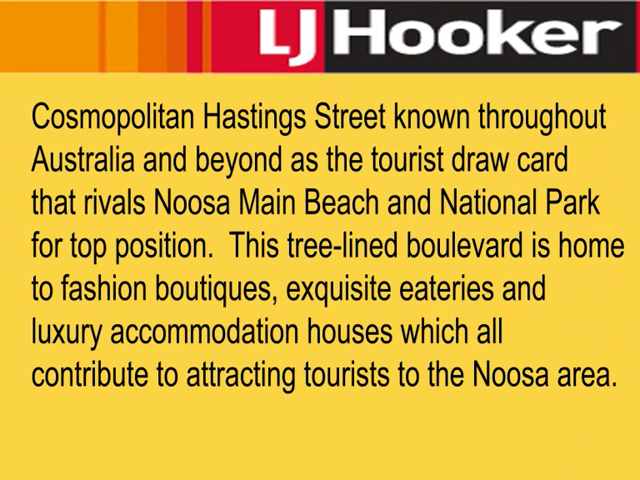 LJ Hooker
Cosmopolitan Hastings Street known throughout
Australia and beyond as the tourist draw card
that rivals Noosa Main Beach and National Park
for top position.  This tree-lined boulevard is home
to fashion boutiques, exquisite eateries and
luxury accommodation houses which all
contribute to attracting tourists to the Noosa area.